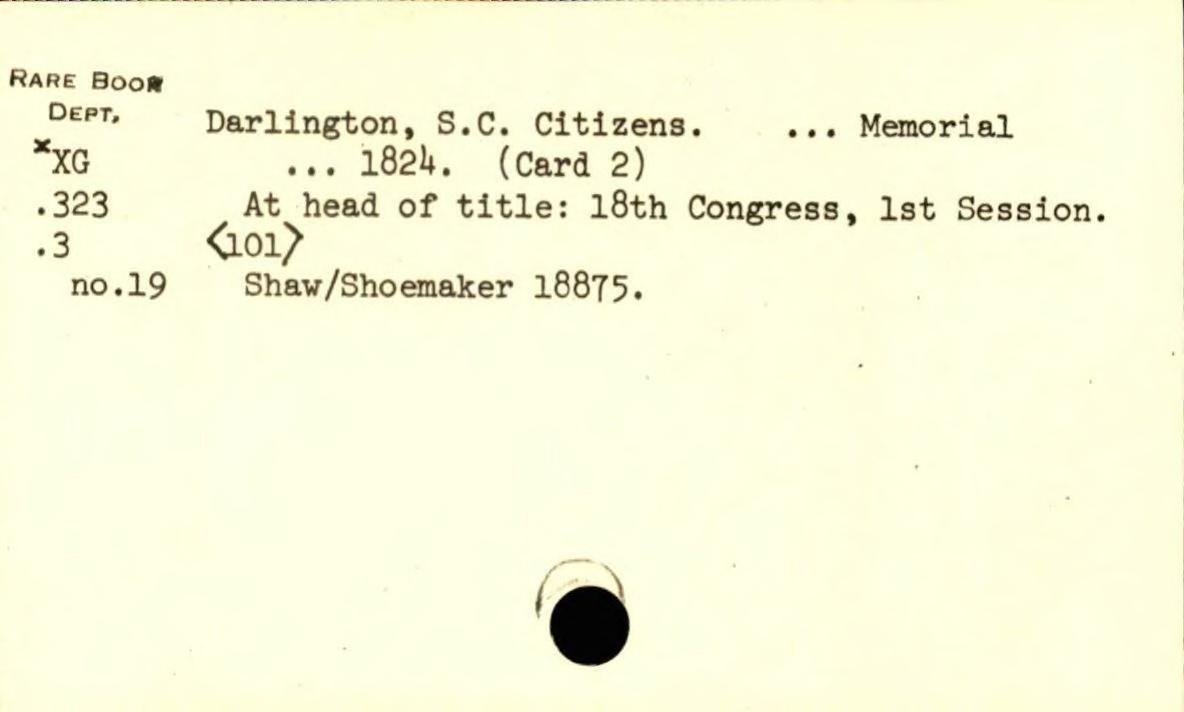 RARE BOOK
DEPT.
Darlington, S.C. Citizens. ... Memorial
*XG ... 1824. (Card 2)
.323 At head of title: 18th Congress, 1st Session.
.3 <101>
no.19 Shaw/Shoemaker 18875.